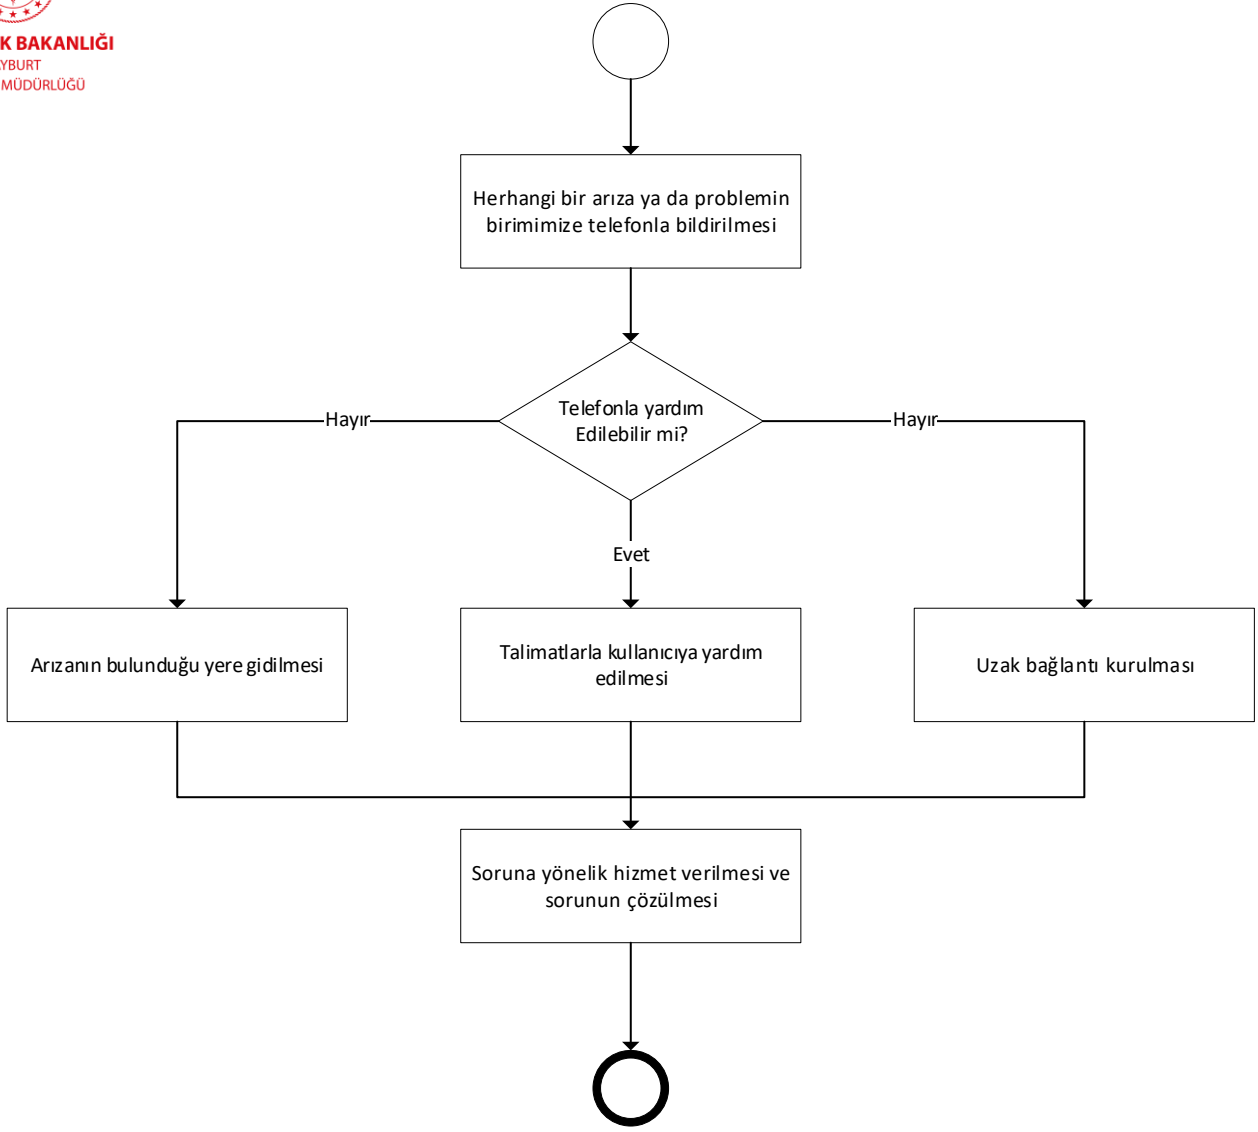 K BAKANLIĞI
YBURT
MÜDÜRLÜĞÜ
Herhangi bir arıza ya da problemin
birimimize telefonla bildirilmesi
Telefonla yardım
Edilebilir mi?
Hayır
Hayır
Evet
Arızanın bulunduğu yere gidilmesi
Talimatlarla kullanıcıya yardım
edilmesi
Uzak bağlantı kurulması
Soruna yönelik hizmet verilmesi ve
sorunun çözülmesi